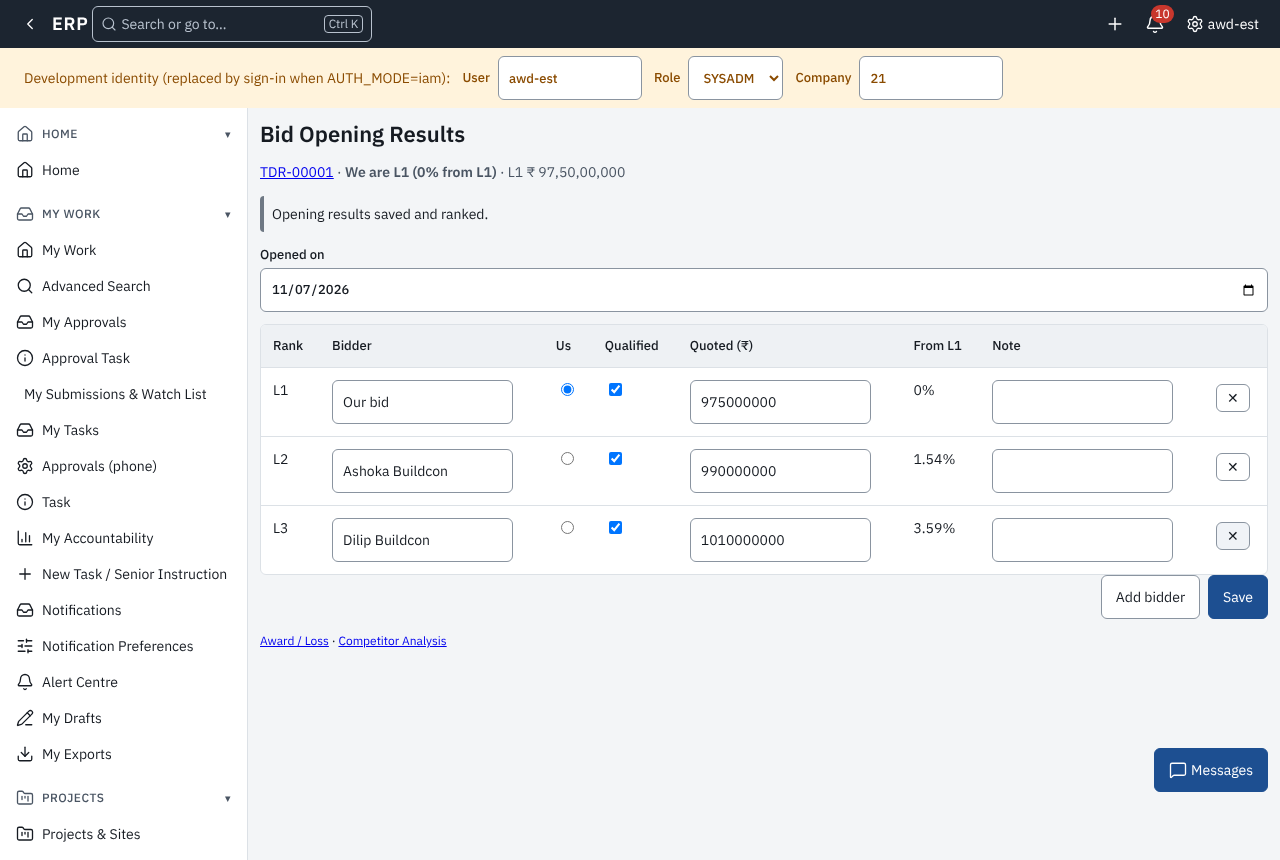 ERP Search or go to... Ctrl K 10 awd-est
Development identity (replaced by sign-in when AUTH_MODE=iam): User awd-est Role SYSADM Company 21
HOME
Home
MY WORK
My Work
Advanced Search
My Approvals
Approval Task
My Submissions & Watch List
My Tasks
Approvals (phone)
Task
My Accountability
New Task / Senior Instruction
Notifications
Notification Preferences
Alert Centre
My Drafts
My Exports
PROJECTS
Projects & Sites
Bid Opening Results
TDR-00001 · We are L1 (0% from L1) · L1 ₹ 97,50,00,000
Opening results saved and ranked.
Opened on
11/07/2026
Rank Bidder Us Qualified Quoted (₹) From L1 Note
L1 Our bid 975000000 0% ✕
L2 Ashoka Buildcon 990000000 1.54% ✕
L3 Dilip Buildcon 1010000000 3.59% ✕
Add bidder Save
Award / Loss · Competitor Analysis
Messages